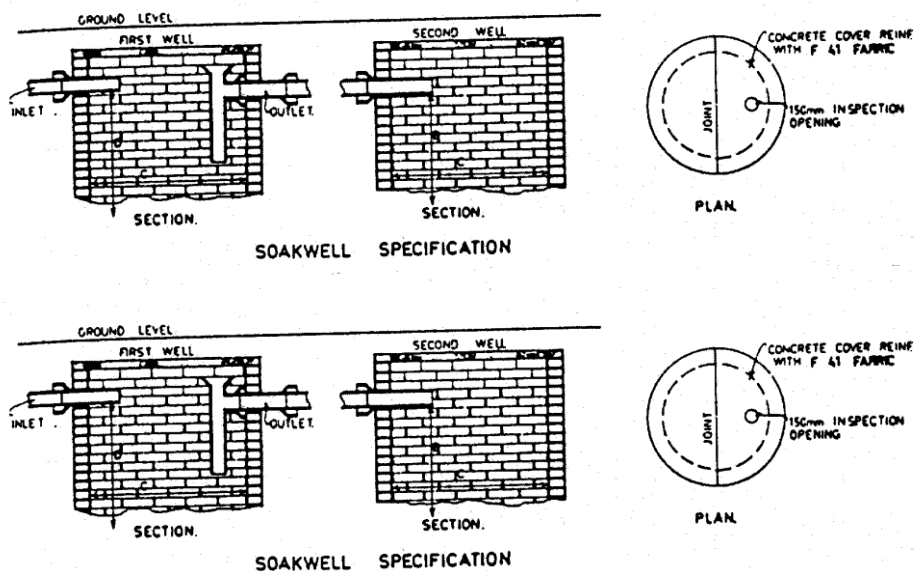 GROUND LEVEL
FIRST WELL
SECOND WELL
INLET
OUTLET.
d
C
C
SECTION.
SECTION.
SOAKWELL SPECIFICATION
CONCRETE COVER REINF.
WITH F 41 FABRIC
JOINT
150mm INSPECTION
OPENING
PLAN.
GROUND LEVEL
FIRST WELL
SECOND WELL
INLET
OUTLET.
d
C
C
SECTION.
SECTION.
SOAKWELL SPECIFICATION
CONCRETE COVER REINF.
WITH F 41 FABRIC
JOINT
150mm INSPECTION
OPENING
PLAN.